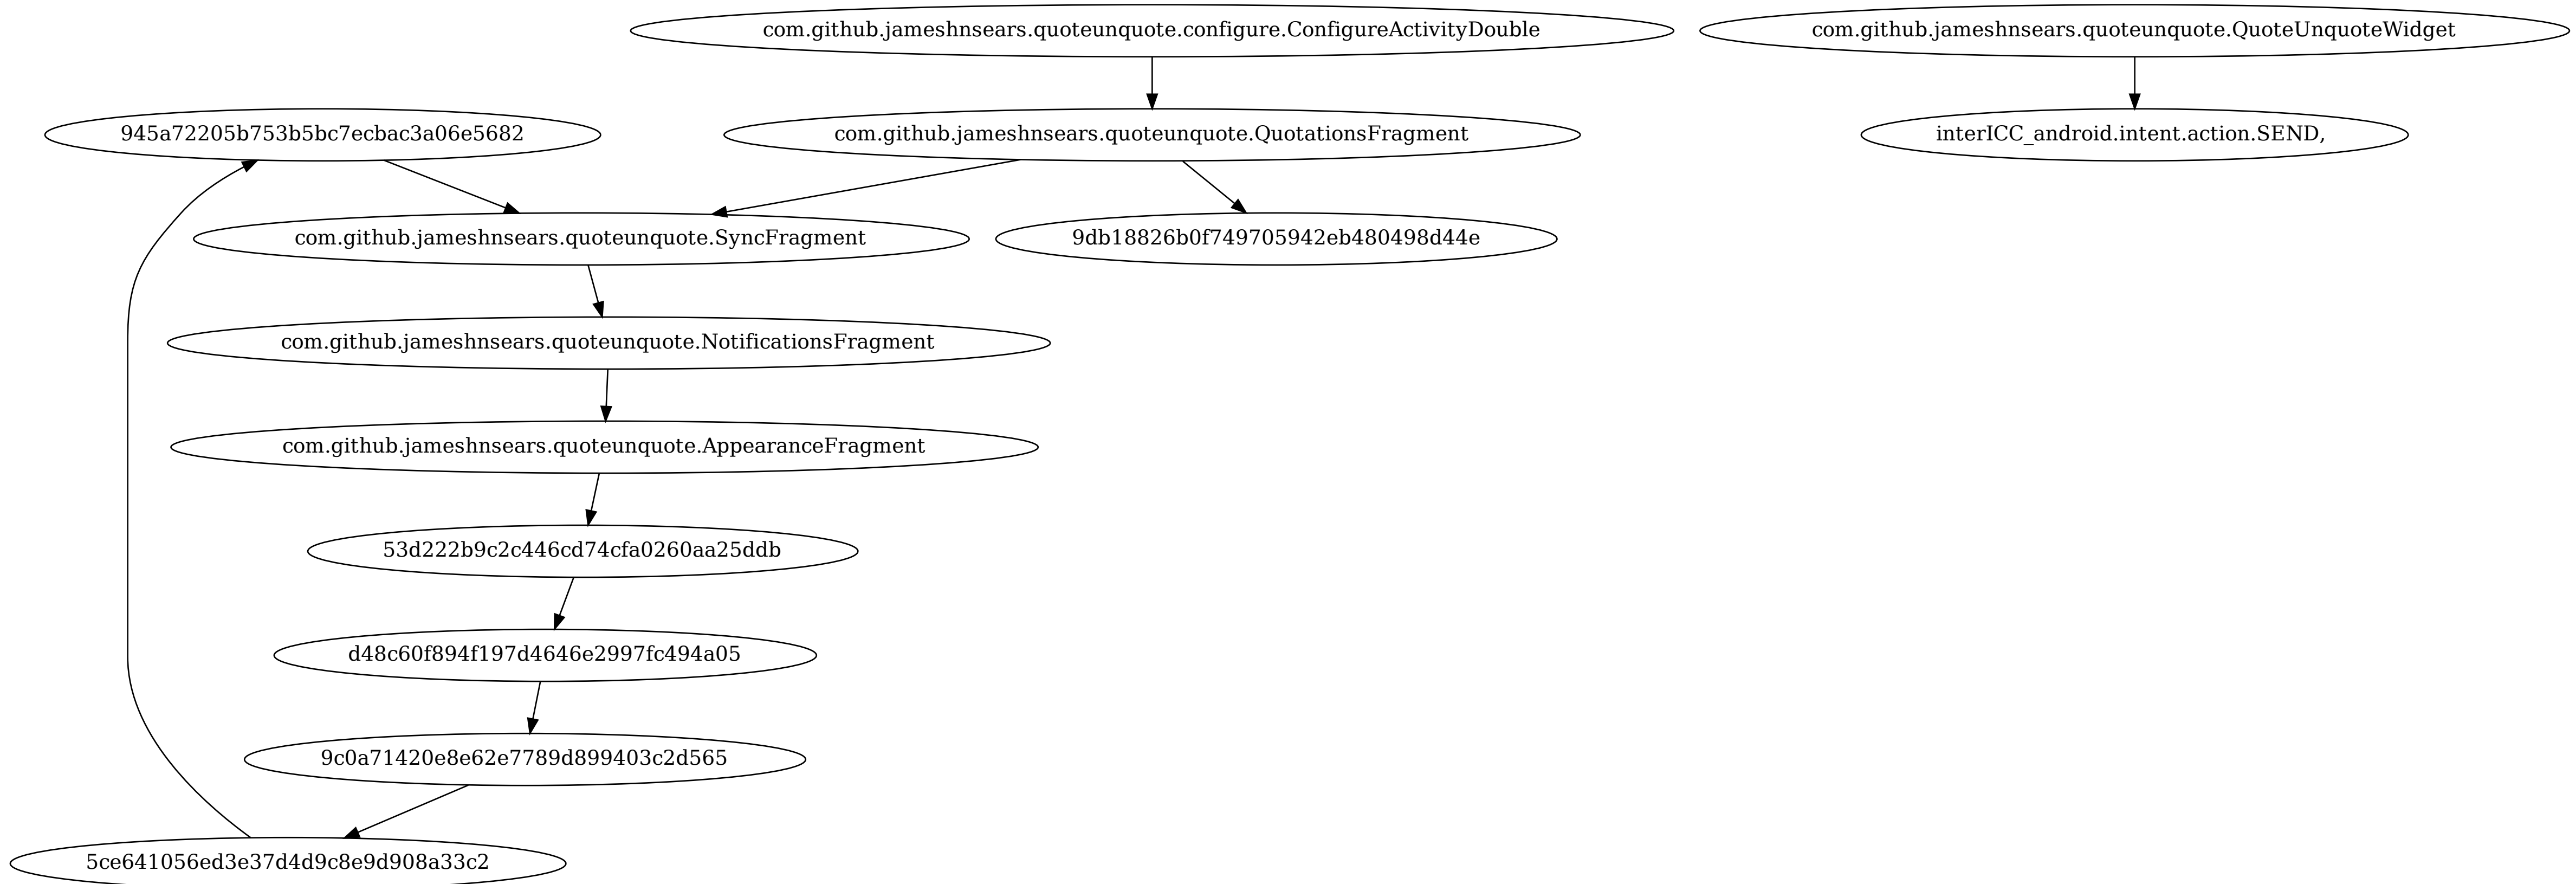 com.github.jameshnsears.quoteunquote.configure.ConfigureActivityDouble
com.github.jameshnsears.quoteunquote.QuoteUnquoteWidget
945a72205b753b5bc7ecbac3a06e5682
com.github.jameshnsears.quoteunquote.QuotationsFragment
interICC_android.intent.action.SEND,
com.github.jameshnsears.quoteunquote.SyncFragment
9db18826b0f749705942eb480498d44e
com.github.jameshnsears.quoteunquote.NotificationsFragment
com.github.jameshnsears.quoteunquote.AppearanceFragment
53d222b9c2c446cd74cfa0260aa25ddb
d48c60f894f197d4646e2997fc494a05
9c0a71420e8e62e7789d899403c2d565
5ce641056ed3e37d4d9c8e9d908a33c2